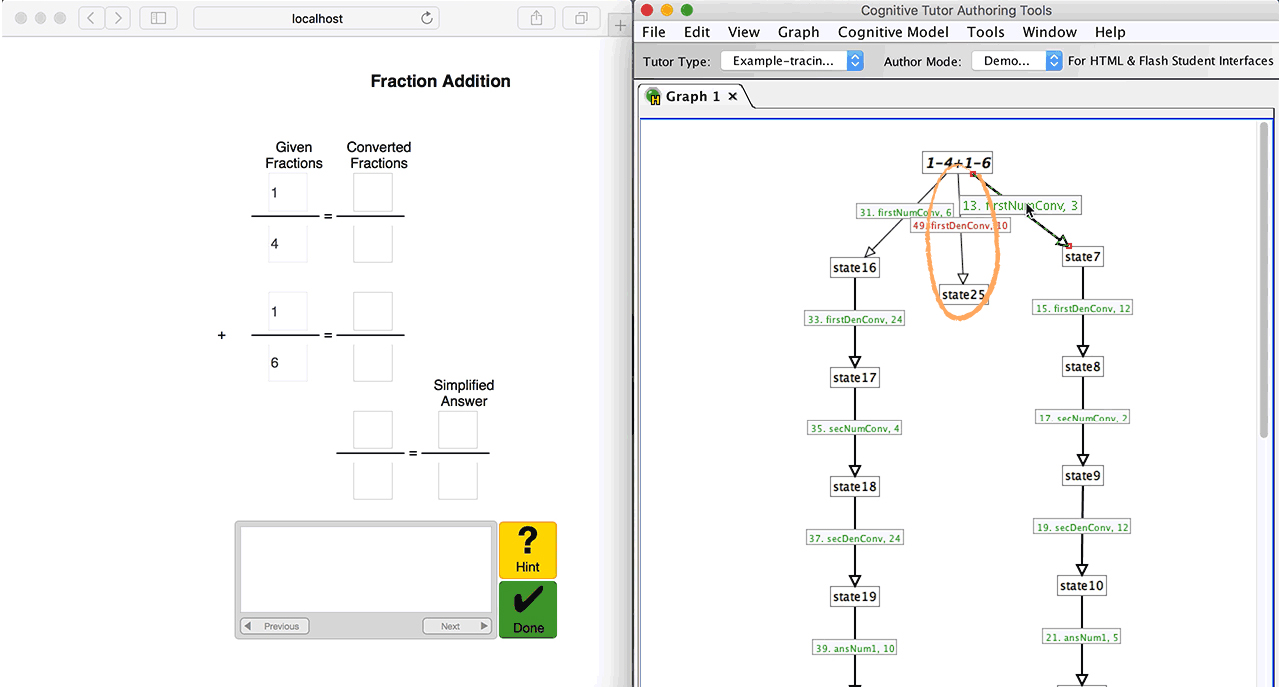 localhost
Fraction Addition
Given
Fractions
Converted
Fractions
1
=
4
+
1
=
6
Simplified
Answer
=
?
Hint
Previous
Next
Done
Cognitive Tutor Authoring Tools
File Edit View Graph Cognitive Model Tools Window Help
Tutor Type: Example-tracin... Author Mode: Demo... For HTML & Flash Student Interfaces
H Graph 1 ×
1-4+1-6
31. firstNumConv, 6
13. firstNumConv, 3
49. firstDenConv, 10
state7
state16
state25
15. firstDenConv, 12
33. firstDenConv, 24
state8
state17
17. secNumConv, 2
35. secNumConv, 4
state9
state18
19. secDenConv, 12
37. secDenConv, 24
state10
state19
21. ansNum1, 5
39. ansNum1, 10